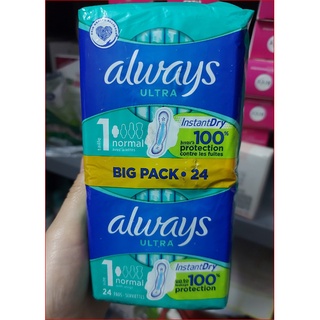 always
ULTRA
InstantDry
1
normal
100%
protection
contre les fuites
BIG PACK • 24
always
ULTRA
InstantDry
1
normal
100%
protection
24